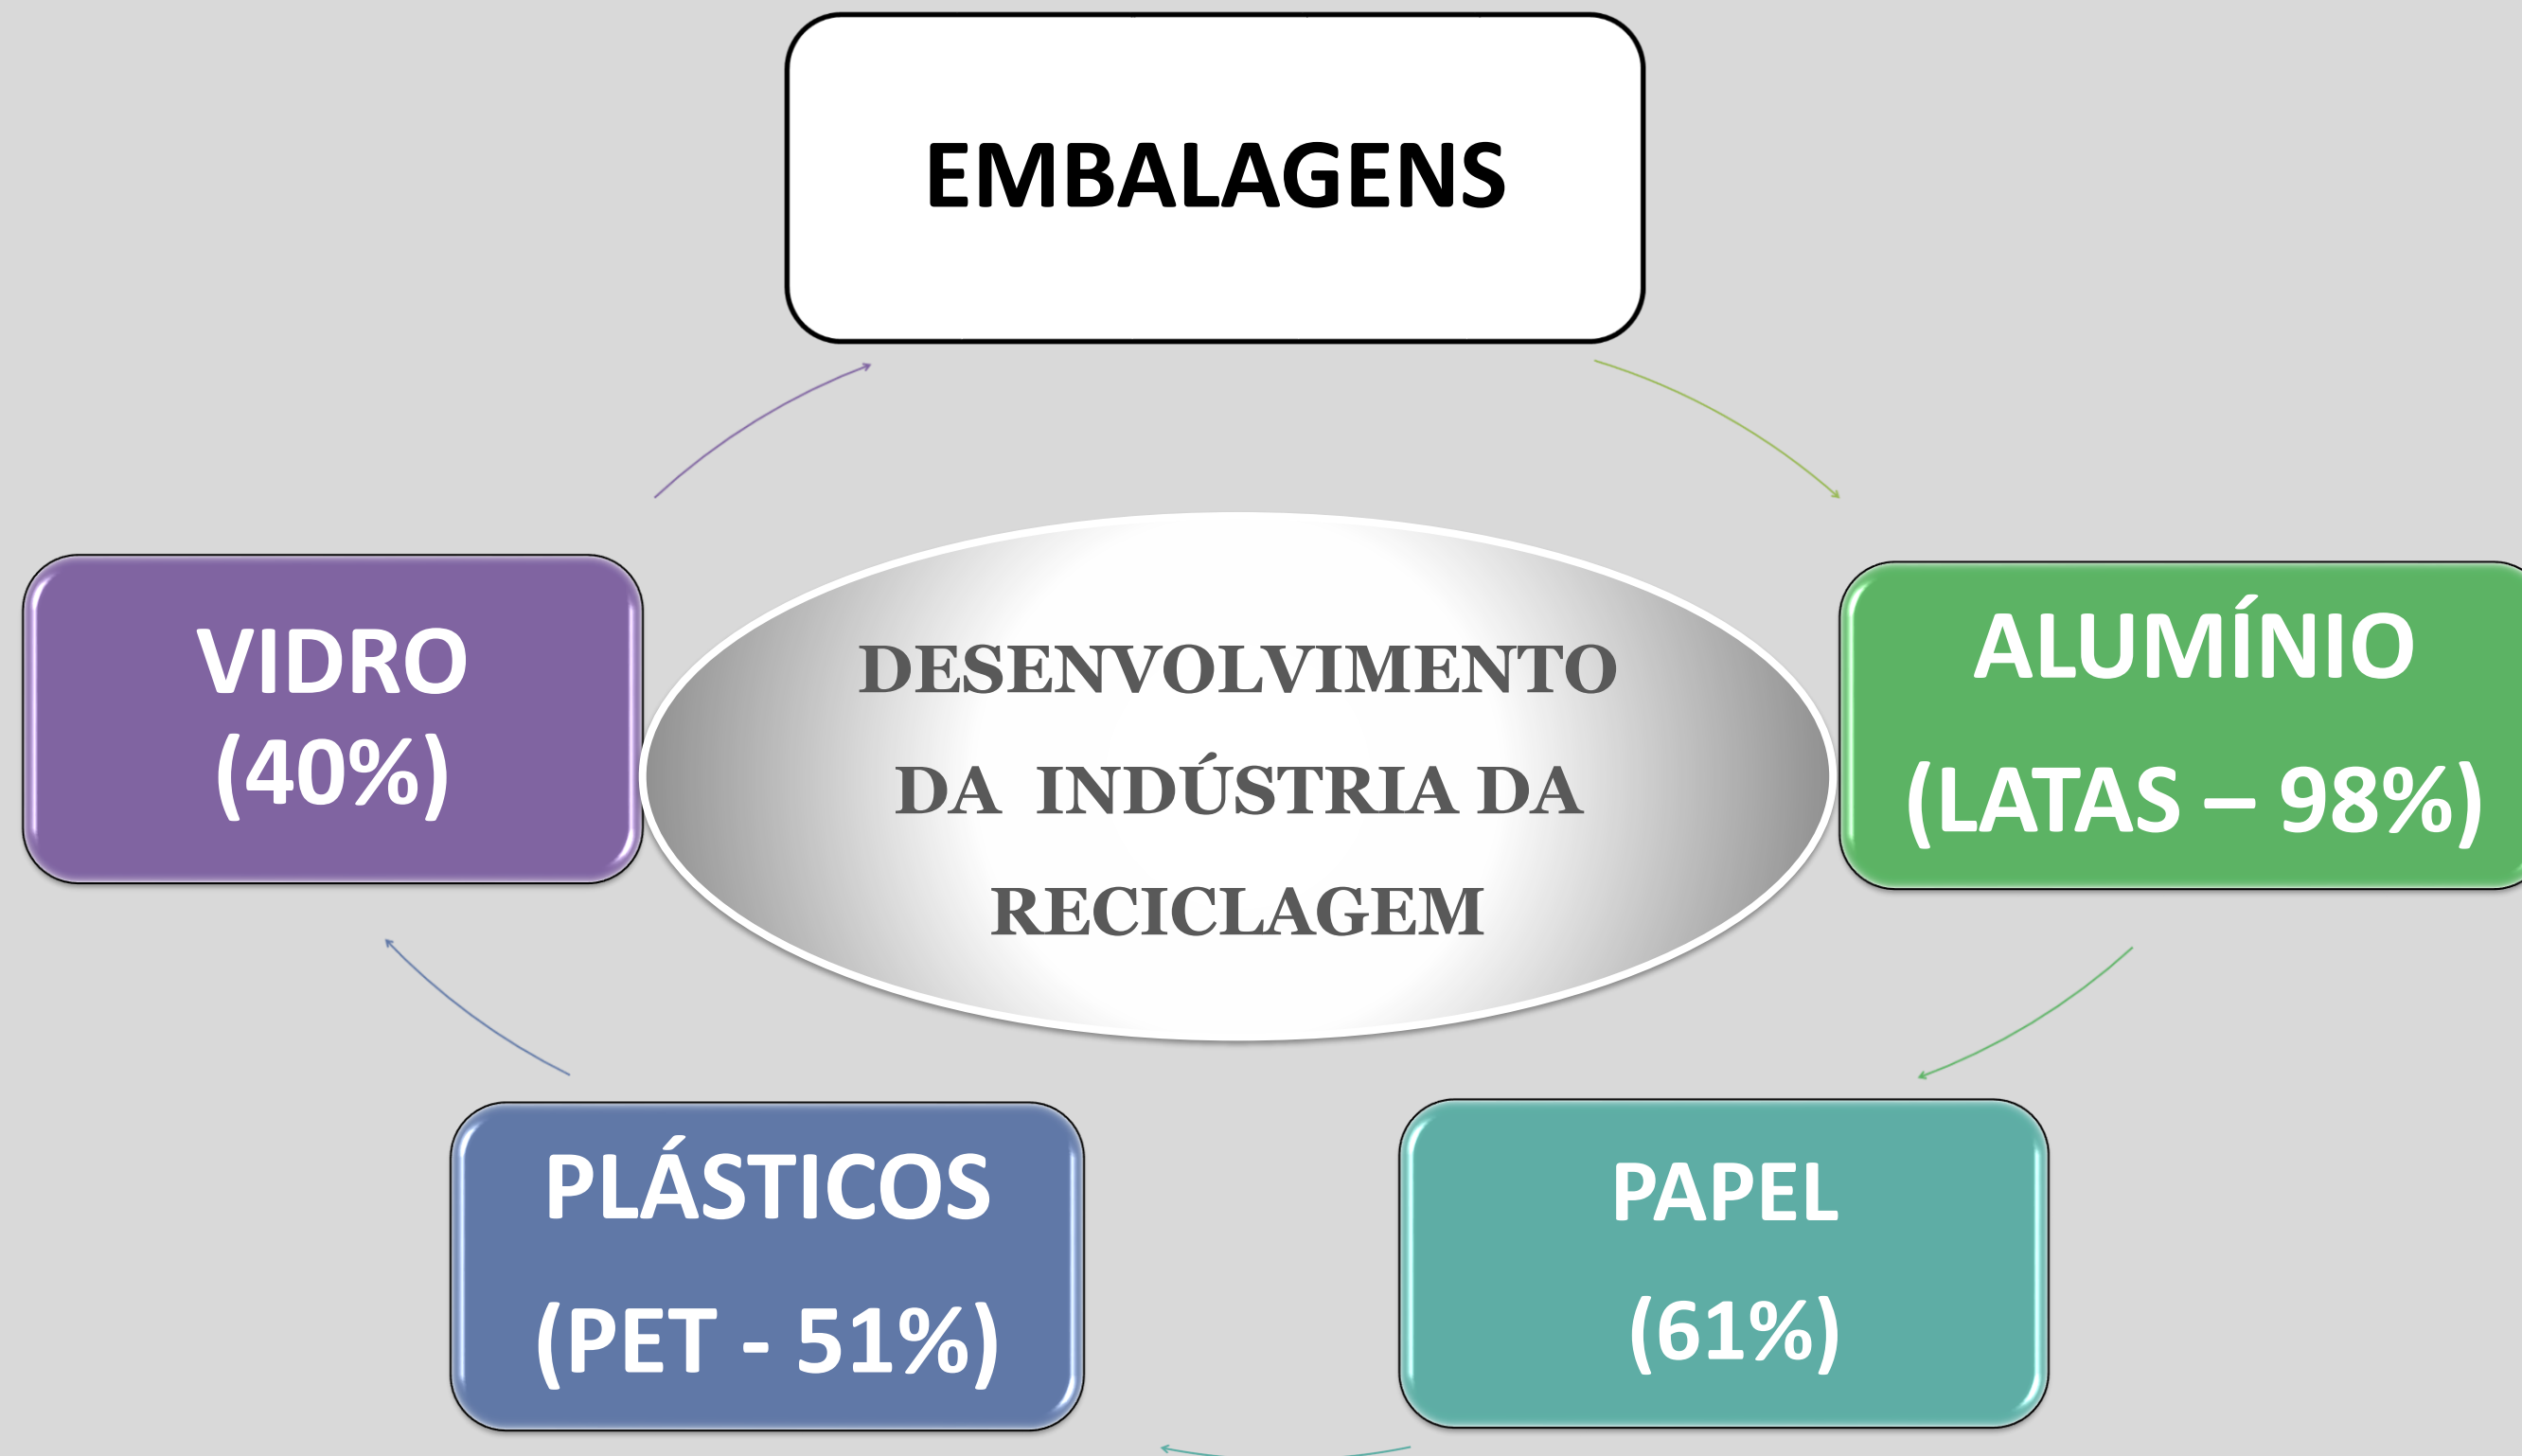 EMBALAGENS
VIDRO
(40%)
DESENVOLVIMENTO
DA INDÚSTRIA DA
RECICLAGEM
ALUMÍNIO
(LATAS – 98%)
PLÁSTICOS
(PET - 51%)
PAPEL
(61%)